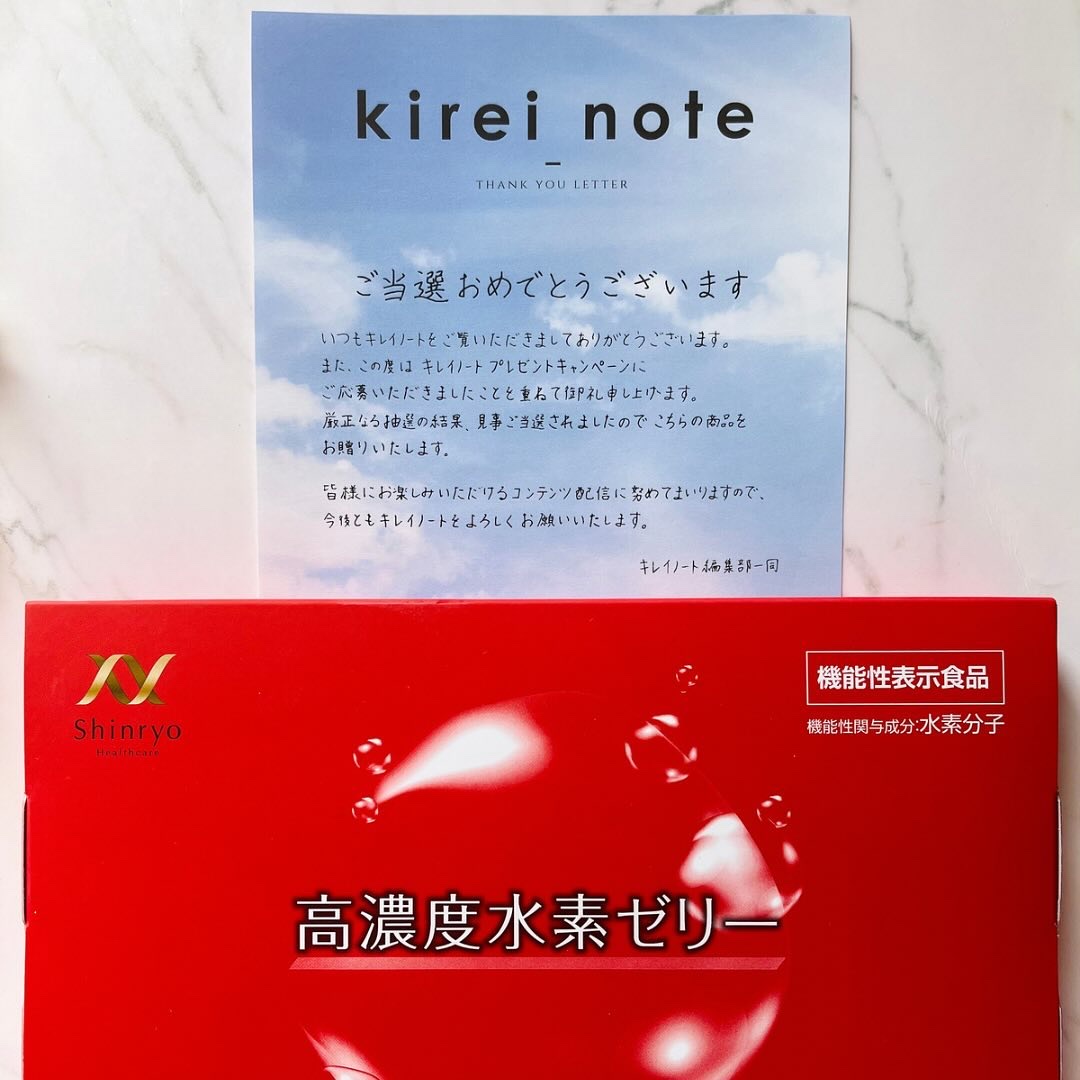 kirei note
THANK YOU LETTER
ご当選おめでとうございます
いつもキレイノートをご覧いただきましてありがとうございます。
また、この度は キレイノート プレゼントキャンペーンに
ご応募いただきましたことを重ねて御礼申し上げます。
厳正なる抽選の結果、見事ご当選されましたので こちらの商品を
お贈りいたします。
皆様にお楽しみいただけるコンテンツ配信に努めてまいりますので、
今後ともキレイノートをよろしくお願いいたします。
キレイノート編集部一同
Shinryo
Healthcare
機能性表示食品
機能性関与成分:水素分子
高濃度水素ゼリー